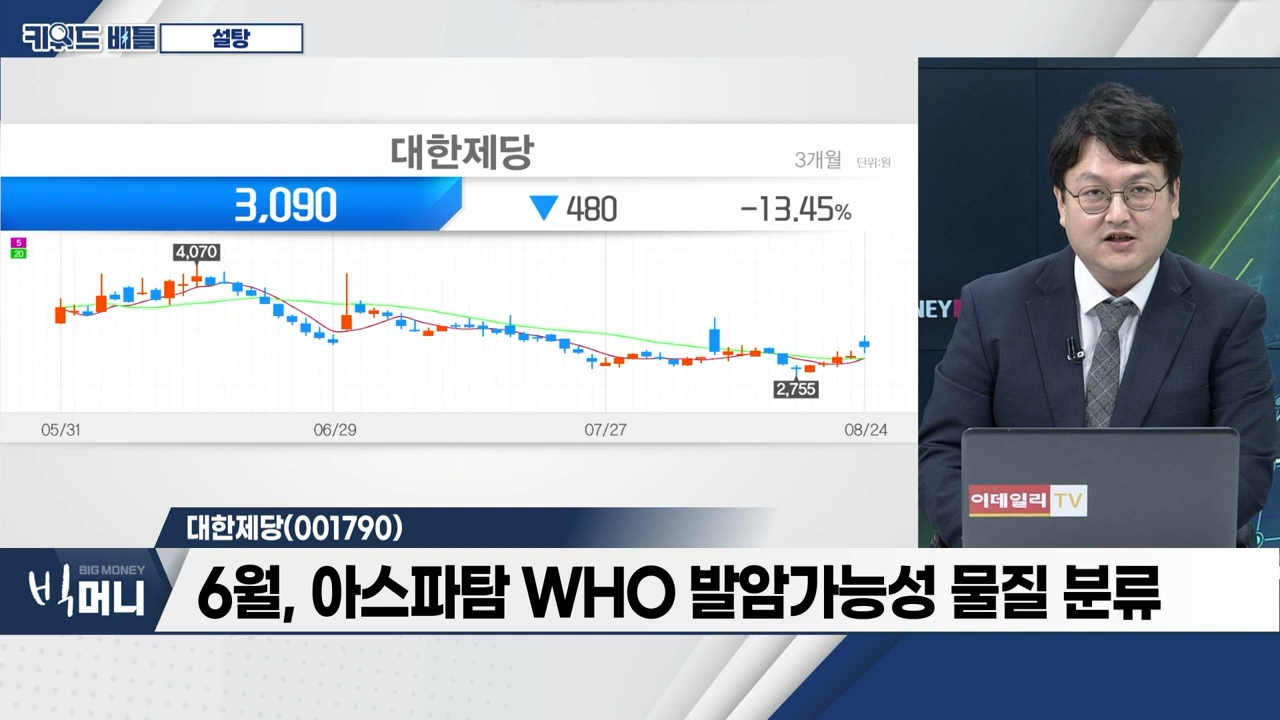 키워드 배틀 설탕
대한제당
3개월 단위:원
3,090 ▼ 480 -13.45%
5
20
4,070
2,755
05/31 06/29 07/27 08/24
NEY
이데일리 TV
대한제당(001790)
BIG MONEY
빅머니
6월, 아스파탐 WHO 발암가능성 물질 분류